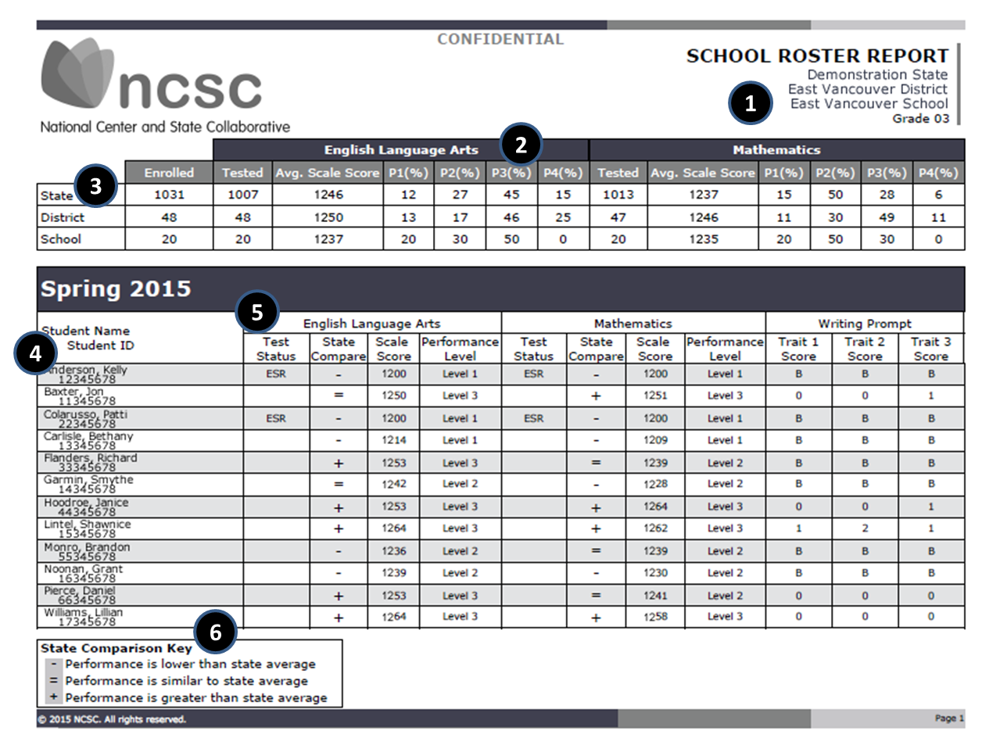 CONFIDENTIAL
ncsc
National Center and State Collaborative
SCHOOL ROSTER REPORT
Demonstration State
East Vancouver District
1 East Vancouver School
Grade 03
English Language Arts 2 Mathematics
Enrolled Tested Avg. Scale Score P1(%) P2(%) P3(%) P4(%) Tested Avg. Scale Score P1(%) P2(%) P3(%) P4(%)
3
State 1031 1007 1246 12 27 45 15 1013 1237 15 50 28 6
District 48 48 1250 13 17 46 25 47 1246 11 30 49 11
School 20 20 1237 20 30 50 0 20 1235 20 50 30 0
Spring 2015
5
English Language Arts Mathematics Writing Prompt
Student Name
4 Student ID
Test Status State Compare Scale Score Performance Level Test Status State Compare Scale Score Performance Level Trait 1 Score Trait 2 Score Trait 3 Score
Anderson, Kelly
12345678 ESR - 1200 Level 1 ESR - 1200 Level 1 B B B
Baxter, Jon
11345678 = 1250 Level 3 + 1251 Level 3 0 0 1
Colarusso, Patti
22345678 ESR - 1200 Level 1 ESR - 1200 Level 1 B B B
Carlisle, Bethany
13345678 - 1214 Level 1 - 1209 Level 1 B B B
Flanders, Richard
33345678 + 1253 Level 3 = 1239 Level 2 B B B
Garmin, Smythe
14345678 = 1242 Level 2 - 1228 Level 2 B B B
Hoodroe, Janice
44345678 + 1253 Level 3 + 1264 Level 3 0 0 1
Lintel, Shawnice
15345678 + 1264 Level 3 + 1262 Level 3 1 2 1
Monro, Brandon
55345678 - 1236 Level 2 = 1239 Level 2 B B B
Noonan, Grant
16345678 - 1239 Level 2 - 1230 Level 2 B B B
Pierce, Daniel
66345678 + 1253 Level 3 = 1241 Level 2 0 0 0
Williams, Lillian
17345678 + 1264 Level 3 + 1258 Level 3 0 0 0
6
State Comparison Key
- Performance is lower than state average
= Performance is similar to state average
+ Performance is greater than state average
© 2015 NCSC. All rights reserved. Page 1